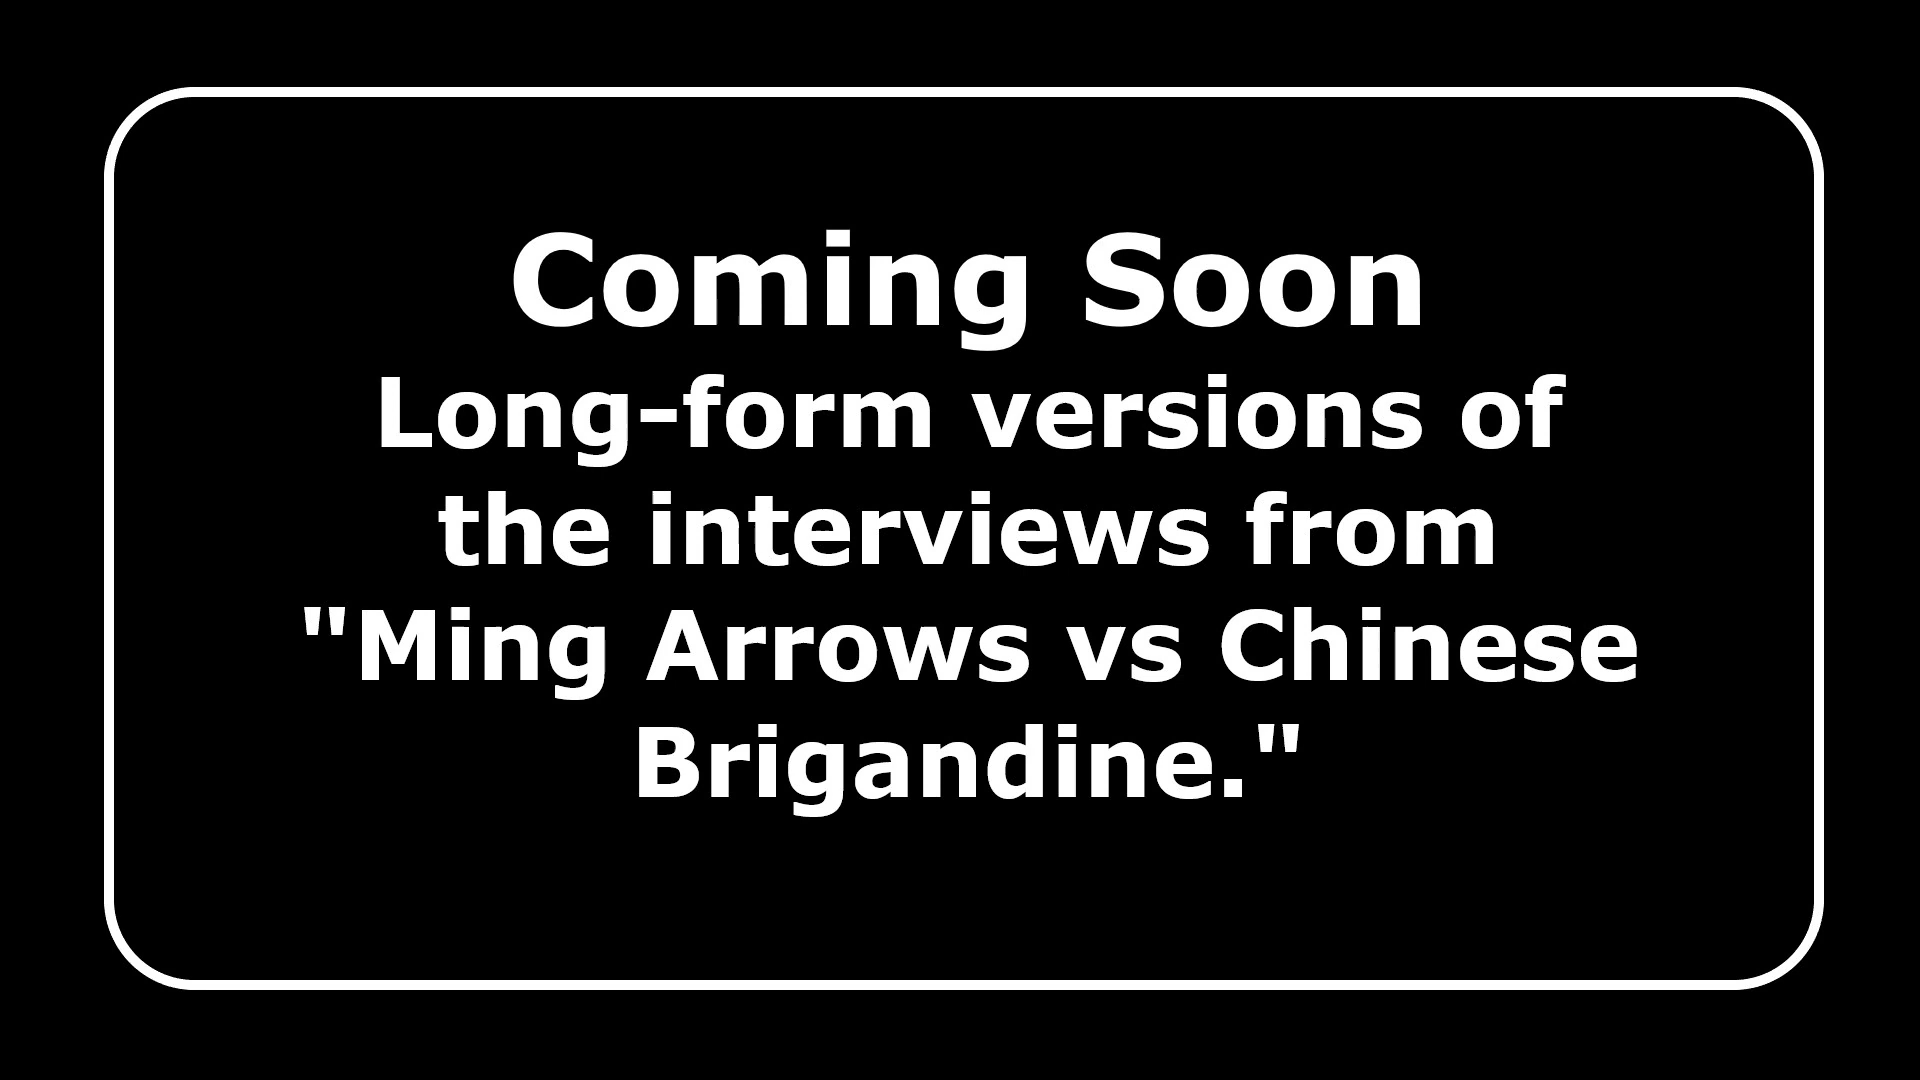 Coming Soon
Long-form versions of
the interviews from
"Ming Arrows vs Chinese
Brigandine."